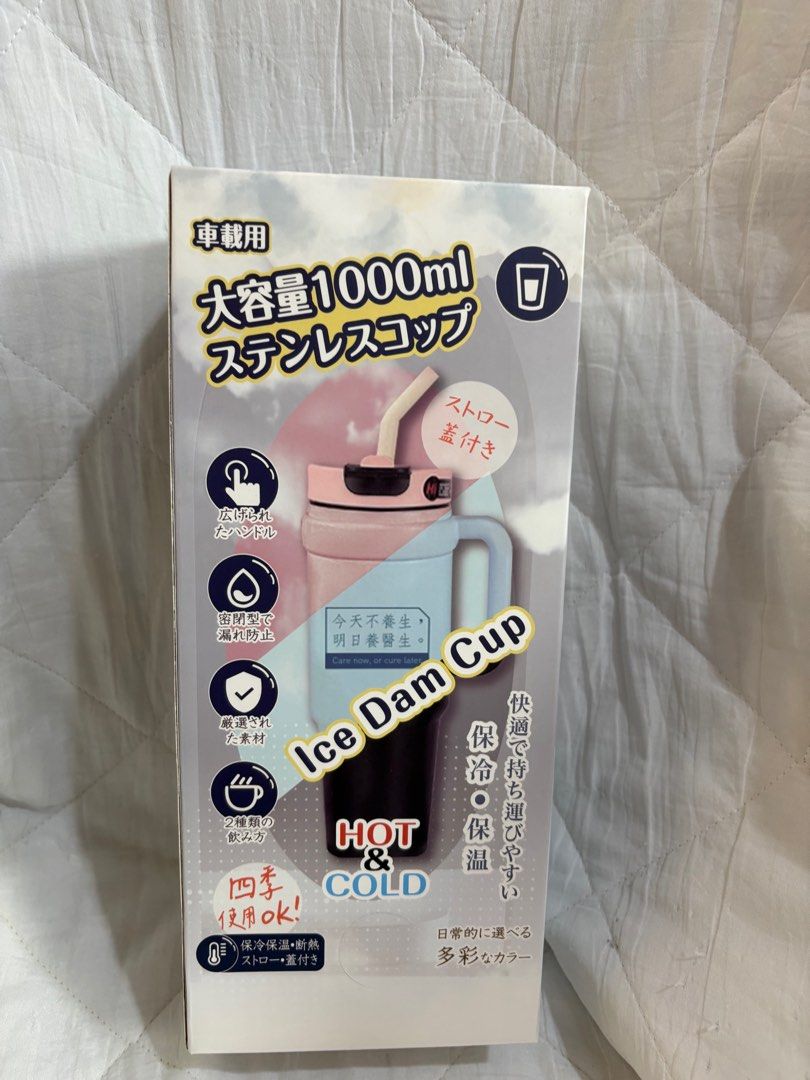 車載用
大容量1000ml
ステンレスコップ
ストロー
蓋付き
広げられ
たハンドル
密閉型で
漏れ防止
厳選され
た素材
2種類の
飲み方
今天不養生，
明日養醫生。
Care now, or cure later
Ice Dam Cup
快適で持ち運びやすい
保冷•保温
HOT
&
COLD
四季
使用OK!
保冷保温•断熱
ストロー•蓋付き
日常的に選べる
多彩なカラー